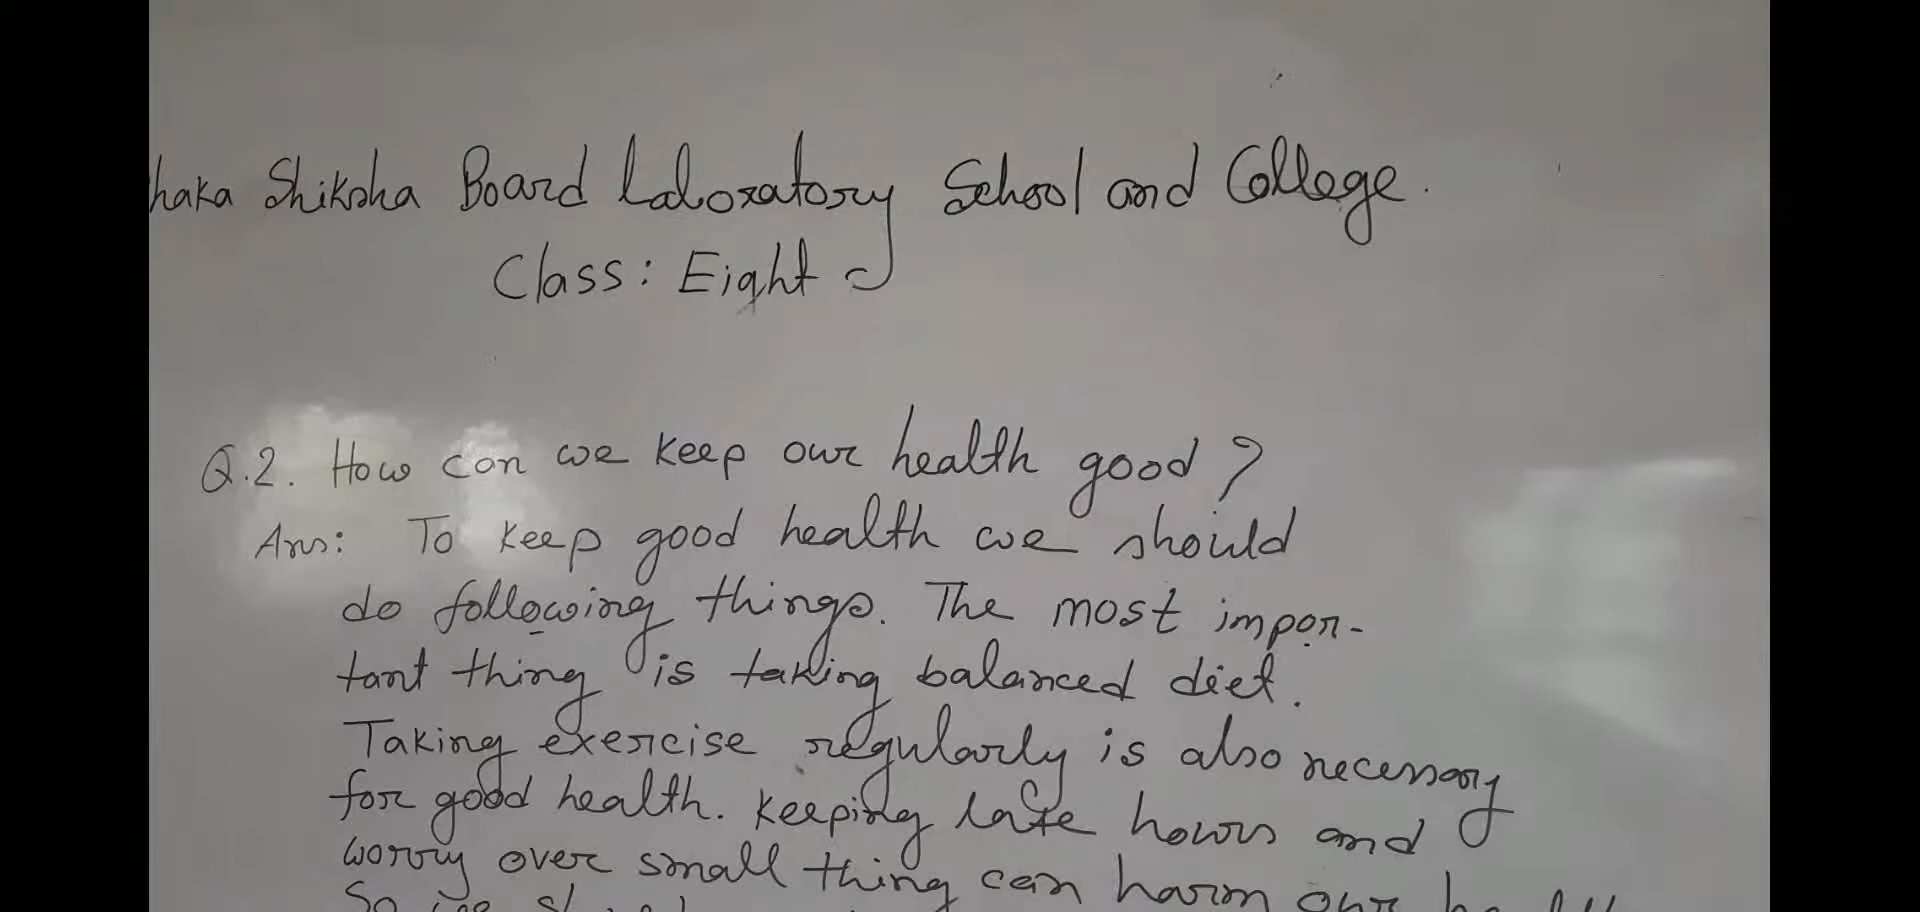 haka Shiksha Board Laboratory School and College.
Class: Eight
Q.2. How can we keep our health good?
Ans: To keep good health we should
do following things. The most impor-
tant thing is taking balanced diet.
Taking exercise regularly is also necessary
for good health. Keeping late hours and
worry over small thing can harm our
So we